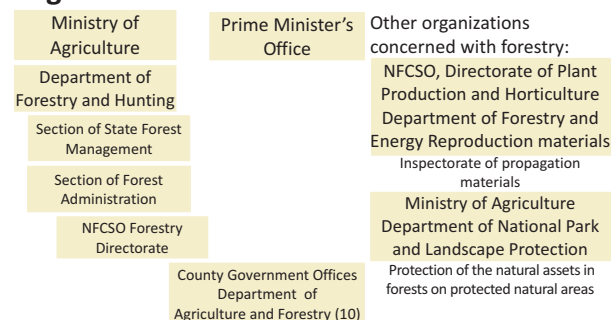 Ministry of
Agriculture
Prime Minister's
Office
Other organizations
concerned with forestry:
Department of
Forestry and Hunting
Section of State Forest
Management
Section of Forest
Administration
NFCSO Forestry
Directorate
County Government Offices
Department of
Agriculture and Forestry (10)
NFCSO, Directorate of Plant
Production and Horticulture
Department of Forestry and
Energy Reproduction materials
Inspectorate of propagation
materials
Ministry of Agriculture
Department of National Park
and Landscape Protection
Protection of the natural assets in
forests on protected natural areas